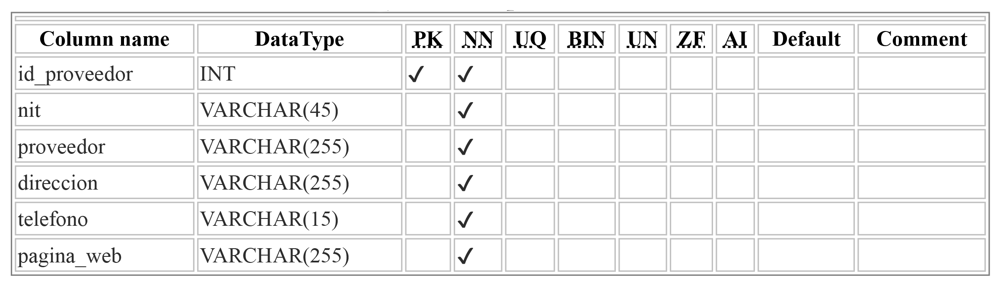 Column name DataType PK NN UQ BIN UN ZF AI Default Comment
id_proveedor INT ✓ ✓
nit VARCHAR(45) ✓
proveedor VARCHAR(255) ✓
direccion VARCHAR(255) ✓
telefono VARCHAR(15) ✓
pagina_web VARCHAR(255) ✓